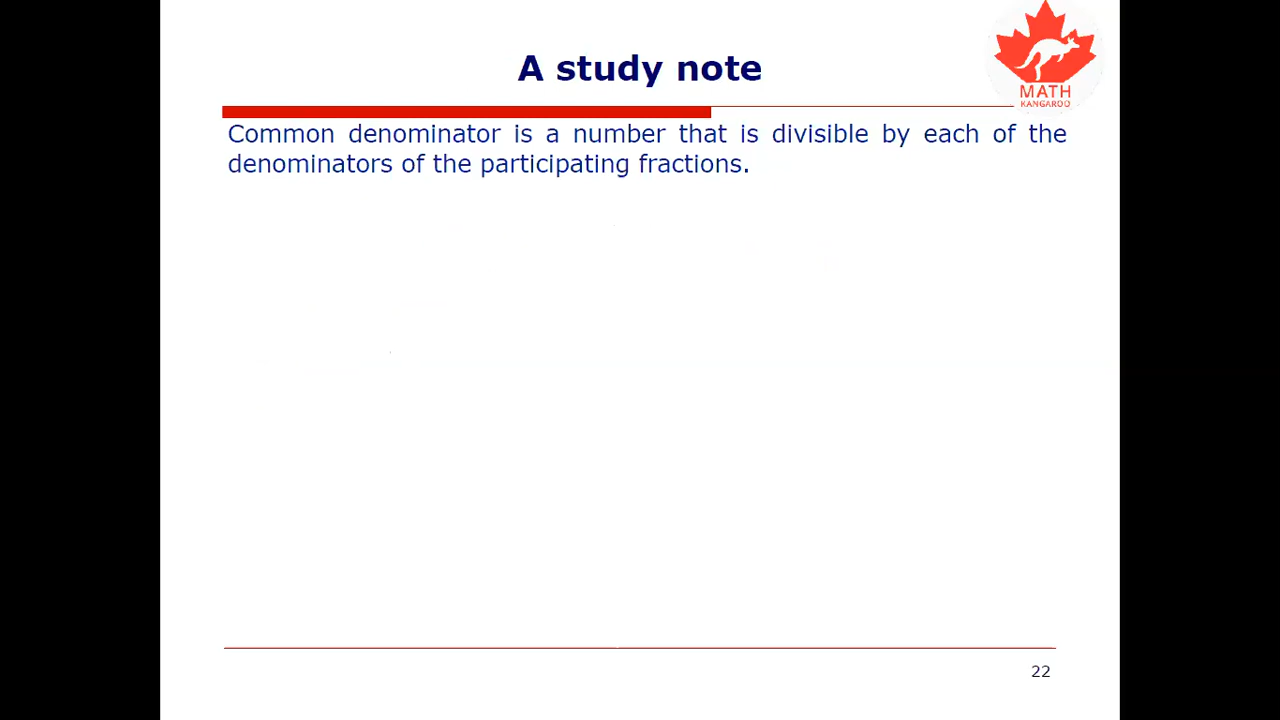 A study note
MATH
KANGAROO
Common denominator is a number that is divisible by each of the
denominators of the participating fractions.
22